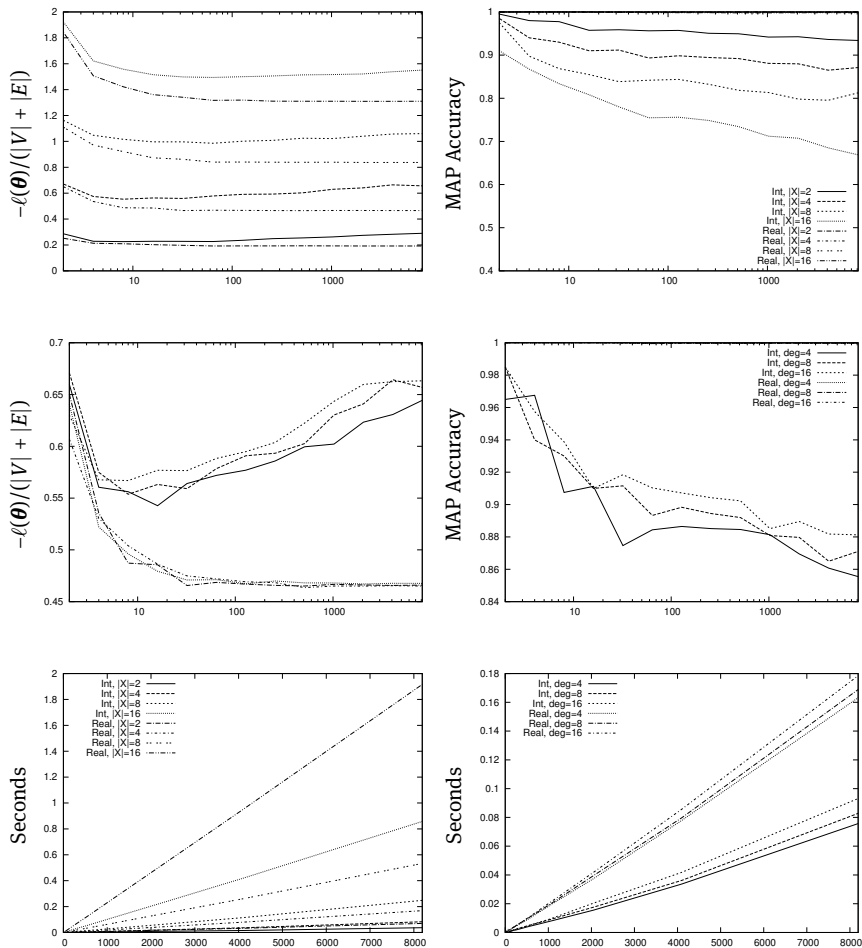 −ℓ(θ)/(|V| + |E|)
2
1.8
1.6
1.4
1.2
1
0.8
0.6
0.4
0.2
0
10
100
1000
MAP Accuracy
1
0.9
0.8
0.7
0.6
0.5
0.4
10
100
1000
Int, |X|=2
Int, |X|=4
Int, |X|=8
Int, |X|=16
Real, |X|=2
Real, |X|=4
Real, |X|=8
Real, |X|=16
−ℓ(θ)/(|V| + |E|)
0.7
0.65
0.6
0.55
0.5
0.45
10
100
1000
MAP Accuracy
1
0.98
0.96
0.94
0.92
0.9
0.88
0.86
0.84
10
100
1000
Int, deg=4
Int, deg=8
Int, deg=16
Real, deg=4
Real, deg=8
Real, deg=16
Seconds
2
1.8
1.6
1.4
1.2
1
0.8
0.6
0.4
0.2
0
0 1000 2000 3000 4000 5000 6000 7000 8000
Int, |X|=2
Int, |X|=4
Int, |X|=8
Int, |X|=16
Real, |X|=2
Real, |X|=4
Real, |X|=8
Real, |X|=16
Seconds
0.18
0.16
0.14
0.12
0.1
0.08
0.06
0.04
0.02
0
0 1000 2000 3000 4000 5000 6000 7000 8000
Int, deg=4
Int, deg=8
Int, deg=16
Real, deg=4
Real, deg=8
Real, deg=16